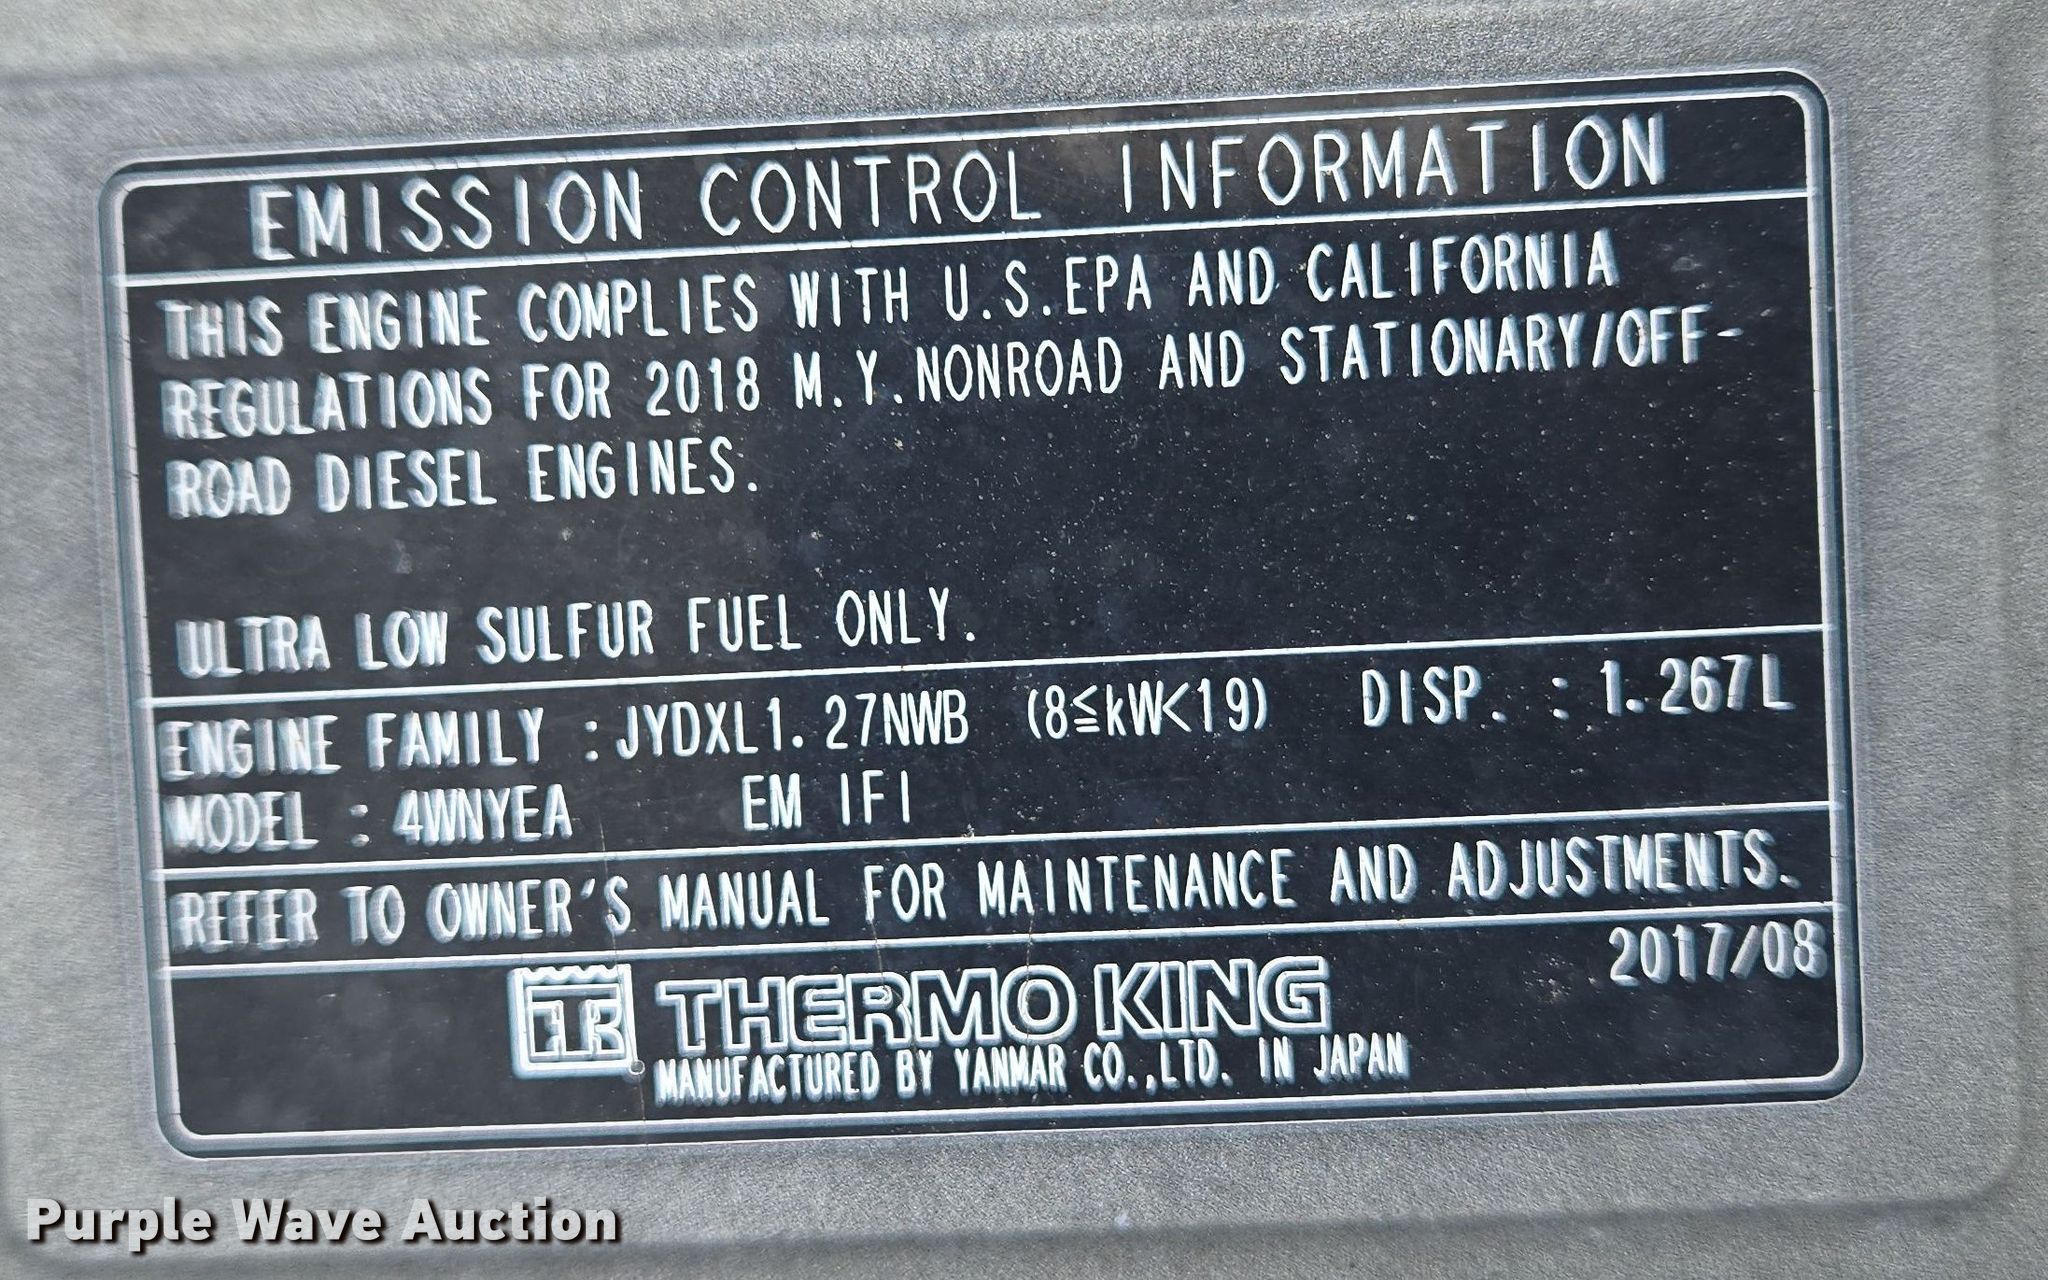 EMISSION CONTROL INFORMATION
THIS ENGINE COMPLIES WITH U.S.EPA AND CALIFORNIA
REGULATIONS FOR 2018 M.Y.NONROAD AND STATIONARY/OFF-
ROAD DIESEL ENGINES.
ULTRA LOW SULFUR FUEL ONLY.
ENGINE FAMILY :JYDXL1.27NWB (8≦kW<19) DISP. : 1.267L
MODEL : 4WNYEA EM IFI
REFER TO OWNER'S MANUAL FOR MAINTENANCE AND ADJUSTMENTS.
2017/08
TK THERMO KING
MANUFACTURED BY YANMAR CO.,LTD. IN JAPAN
Purple Wave Auction